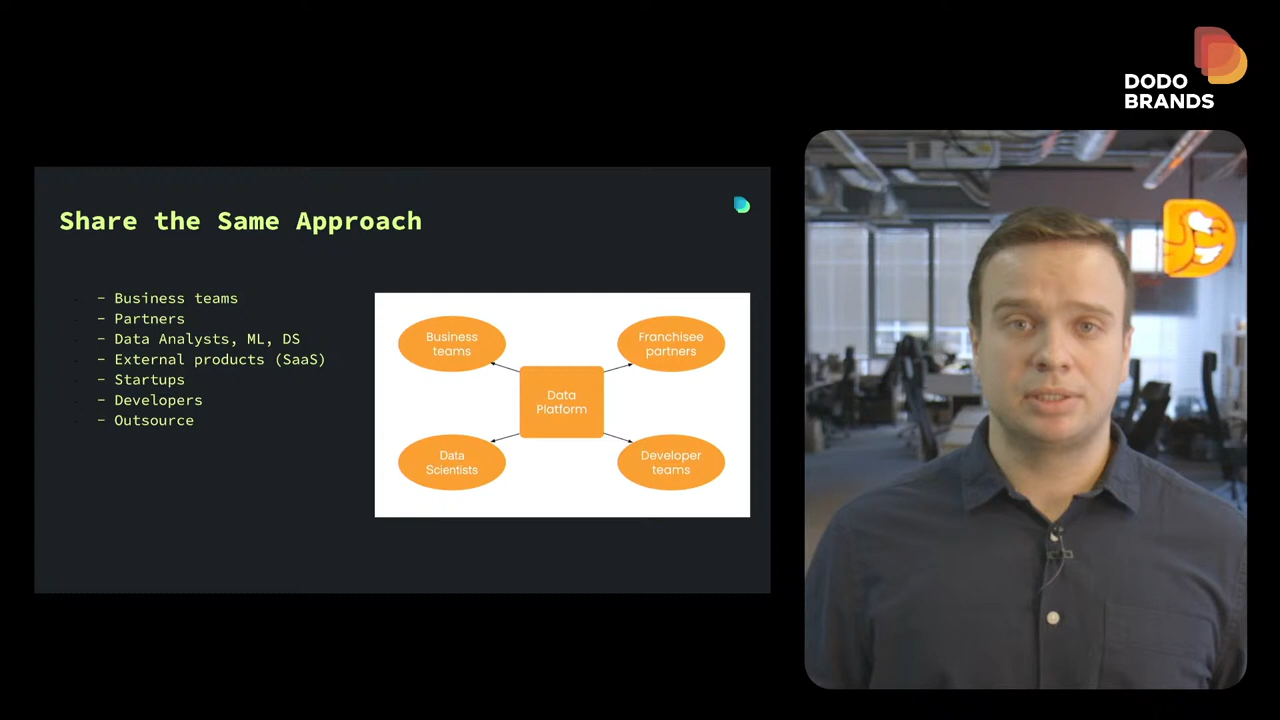 DODO
BRANDS
Share the Same Approach
- Business teams
- Partners
- Data Analysts, ML, DS
- External products (SaaS)
- Startups
- Developers
- Outsource
Business
teams
Franchisee
partners
Data
Platform
Data
Scientists
Developer
teams